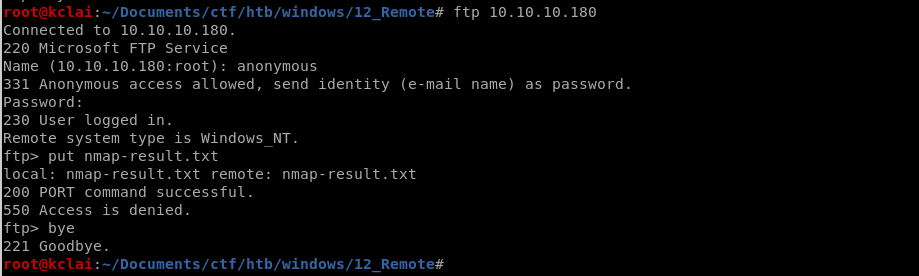 root@kclai:~/Documents/ctf/htb/windows/12_Remote# ftp 10.10.10.180
Connected to 10.10.10.180.
220 Microsoft FTP Service
Name (10.10.10.180:root): anonymous
331 Anonymous access allowed, send identity (e-mail name) as password.
Password:
230 User logged in.
Remote system type is Windows_NT.
ftp> put nmap-result.txt
local: nmap-result.txt remote: nmap-result.txt
200 PORT command successful.
550 Access is denied.
ftp> bye
221 Goodbye.
root@kclai:~/Documents/ctf/htb/windows/12_Remote#